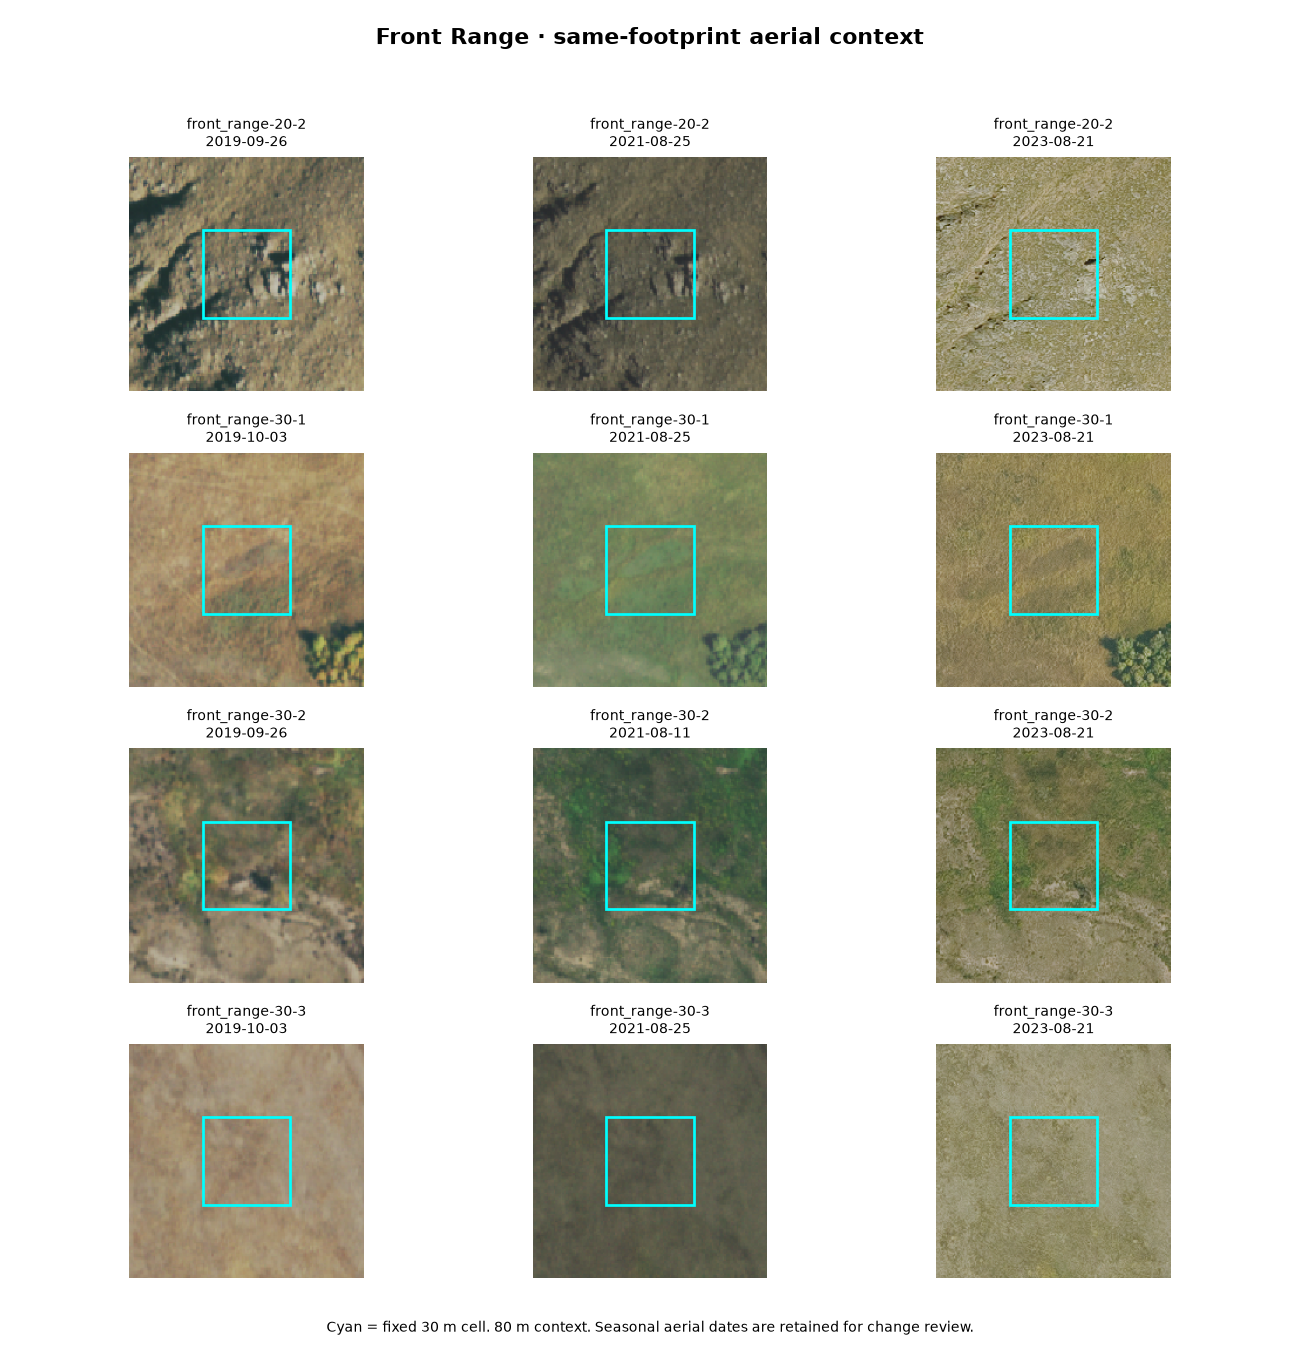 Front Range · same-footprint aerial context
front_range-20-2
2019-09-26
front_range-20-2
2021-08-25
front_range-20-2
2023-08-21
front_range-30-1
2019-10-03
front_range-30-1
2021-08-25
front_range-30-1
2023-08-21
front_range-30-2
2019-09-26
front_range-30-2
2021-08-11
front_range-30-2
2023-08-21
front_range-30-3
2019-10-03
front_range-30-3
2021-08-25
front_range-30-3
2023-08-21
Cyan = fixed 30 m cell. 80 m context. Seasonal aerial dates are retained for change review.